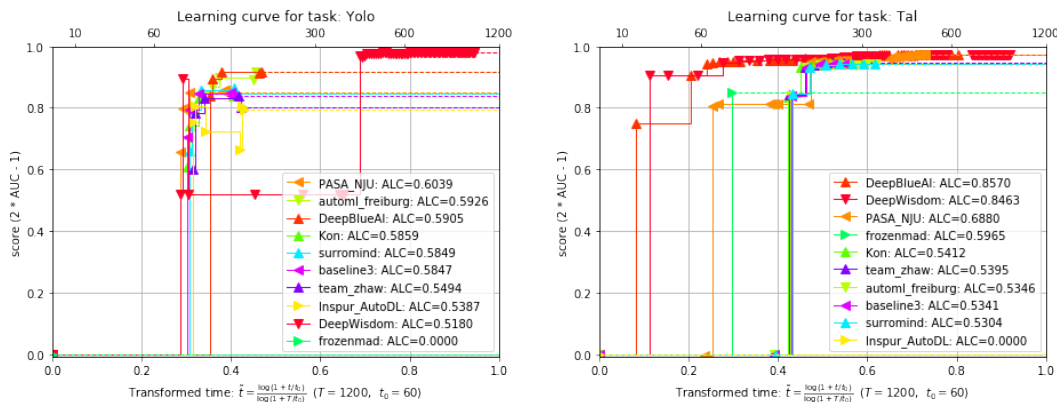 Learning curve for task: Yolo
10 60 300 600 1200
1.0
0.8
0.6
0.4
0.2
0.0
score (2 * AUC - 1)
PASA_NJU: ALC=0.6039
automl_freiburg: ALC=0.5926
DeepBlueAI: ALC=0.5905
Kon: ALC=0.5859
surromind: ALC=0.5849
baseline3: ALC=0.5847
team_zhaw: ALC=0.5494
Inspur_AutoDL: ALC=0.5387
DeepWisdom: ALC=0.5180
frozenmad: ALC=0.0000
0.0 0.2 0.4 0.6 0.8 1.0
Transformed time: t̃ = log(1 + t/t₀) / log(1 + T/t₀) (T = 1200, t₀ = 60)
Learning curve for task: Tal
10 60 300 600 1200
1.0
0.8
0.6
0.4
0.2
0.0
score (2 * AUC - 1)
DeepBlueAI: ALC=0.8570
DeepWisdom: ALC=0.8463
PASA_NJU: ALC=0.6880
frozenmad: ALC=0.5965
Kon: ALC=0.5412
team_zhaw: ALC=0.5395
automl_freiburg: ALC=0.5346
baseline3: ALC=0.5341
surromind: ALC=0.5304
Inspur_AutoDL: ALC=0.0000
0.0 0.2 0.4 0.6 0.8 1.0
Transformed time: t̃ = log(1 + t/t₀) / log(1 + T/t₀) (T = 1200, t₀ = 60)